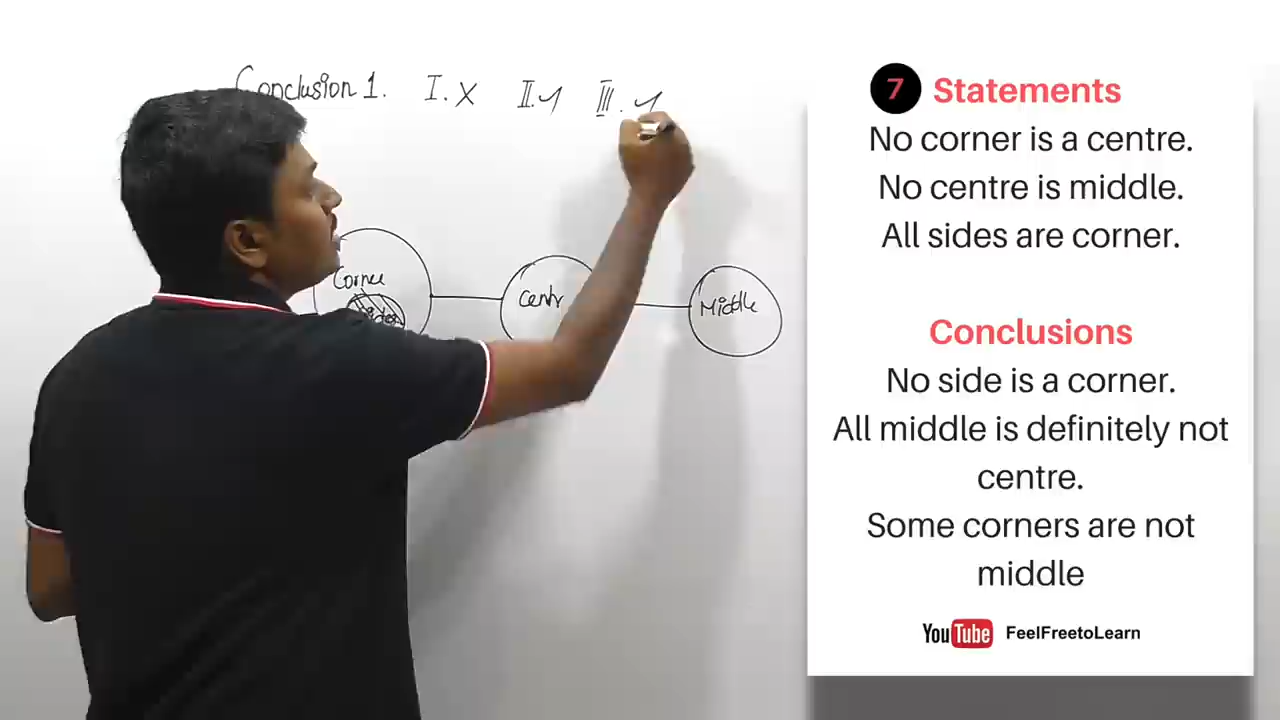 Conclusion 1. I. X II. ✓ III. ✓
Corner
Centr
Middle
7 Statements
No corner is a centre.
No centre is middle.
All sides are corner.
Conclusions
No side is a corner.
All middle is definitely not
centre.
Some corners are not
middle
YouTube FeelFreetoLearn